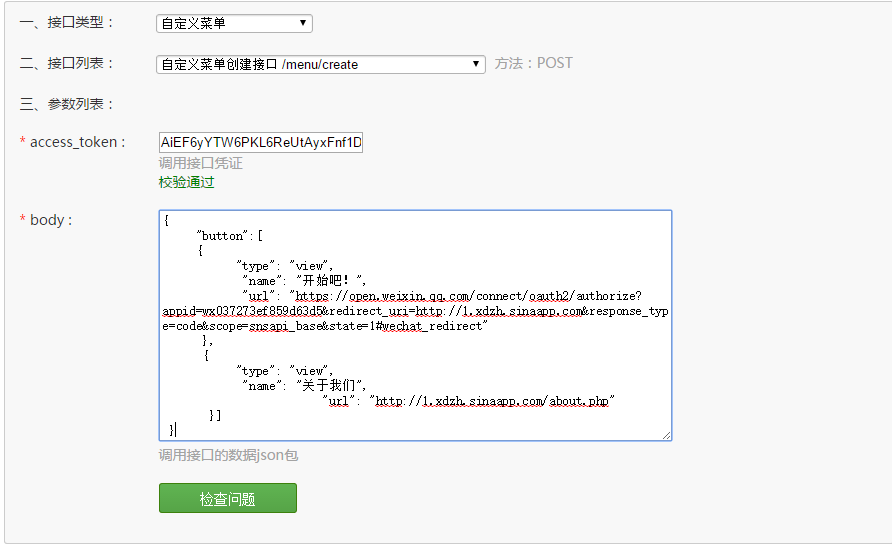 一、接口类型： 自定义菜单
二、接口列表： 自定义菜单创建接口 /menu/create 方法：POST
三、参数列表：
* access_token : AiEF6yYTW6PKL6ReUtAyxFnf1D
调用接口凭证
校验通过
* body :
{
"button":[
{
"type": "view",
"name": "开始吧！",
"url": "https://open.weixin.qq.com/connect/oauth2/authorize?
appid=wx037273ef859d63d5&redirect_uri=http://1.xdzh.sinaapp.com&response_typ
e=code&scope=snsapi_base&state=1#wechat_redirect"
},
{
"type": "view",
"name": "关于我们",
"url": "http://1.xdzh.sinaapp.com/about.php"
}]
}
调用接口的数据json包
检查问题